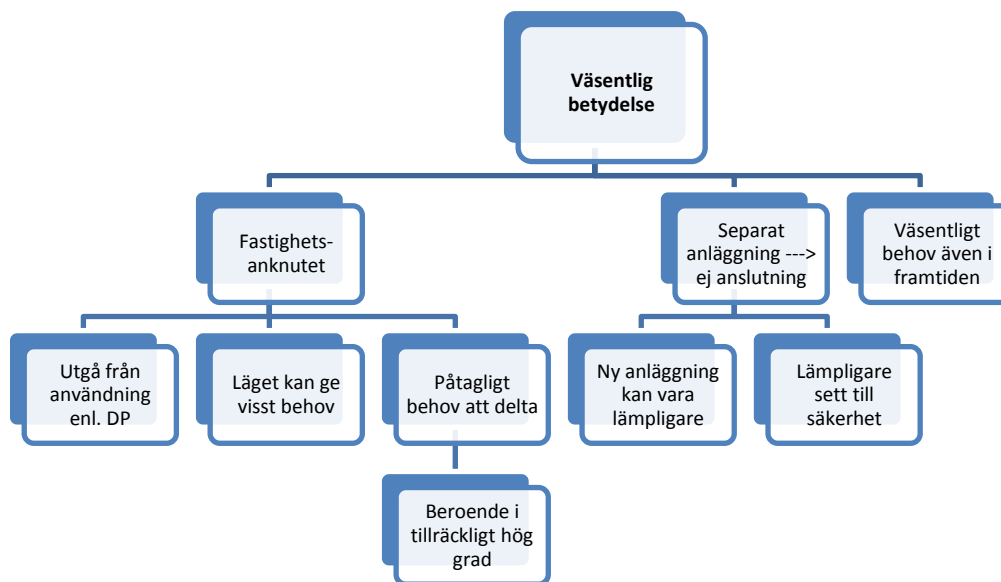 Väsentlig
betydelse
Fastighets-
anknutet
Separat
anläggning --->
ej anslutning
Väsentligt
behov även i
framtiden
Utgå från
användning
enl. DP
Läget kan ge
visst behov
Påtagligt
behov att delta
Ny anläggning
kan vara
lämpligare
Lämpligare
sett till
säkerhet
Beroende i
tillräckligt hög
grad